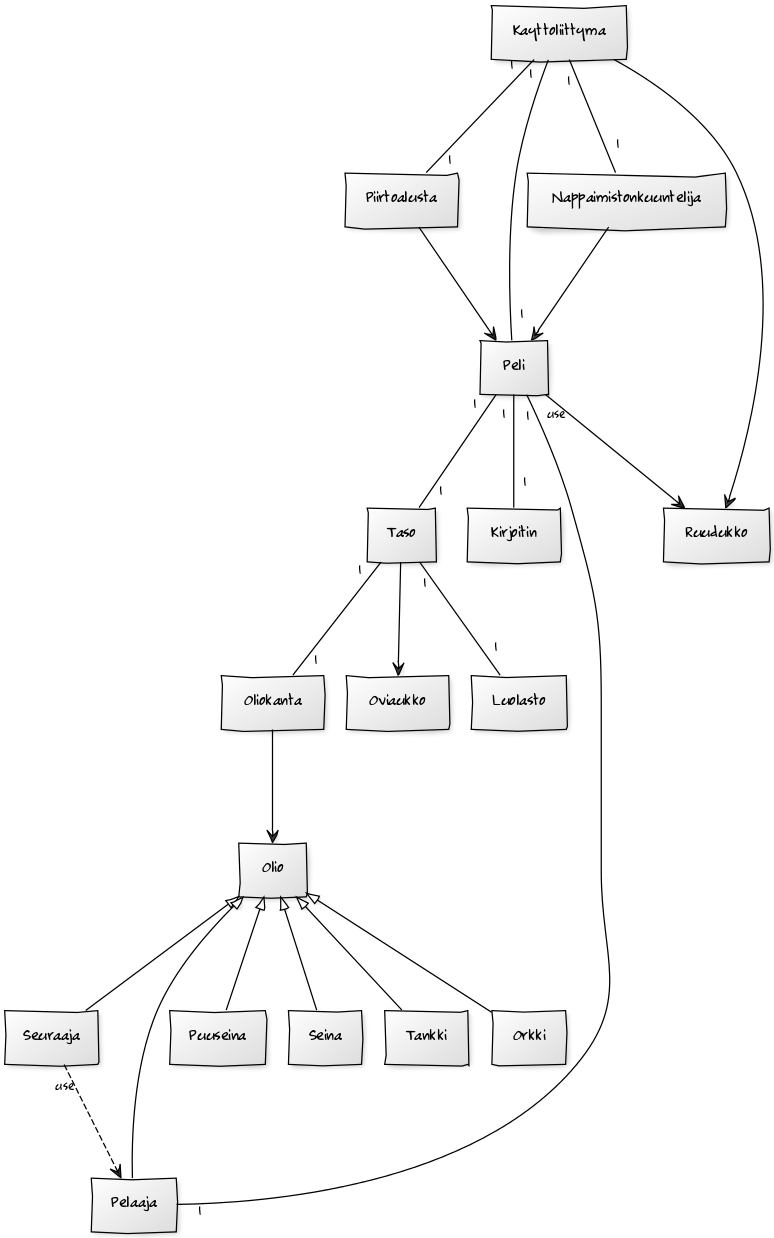 Kayttoliittyma
1 1 1
1 1
Piirtoalusta Nappaimistonkuuntelija
1
Peli
1 1 1 use
1 1
Taso Kirjoitin Ruudukko
1 1
1 1
Oliokanta Oviaukko Luolasto
Olio
Seuraaja Puuseina Seina Tankki Orkki
use
Pelaaja
1